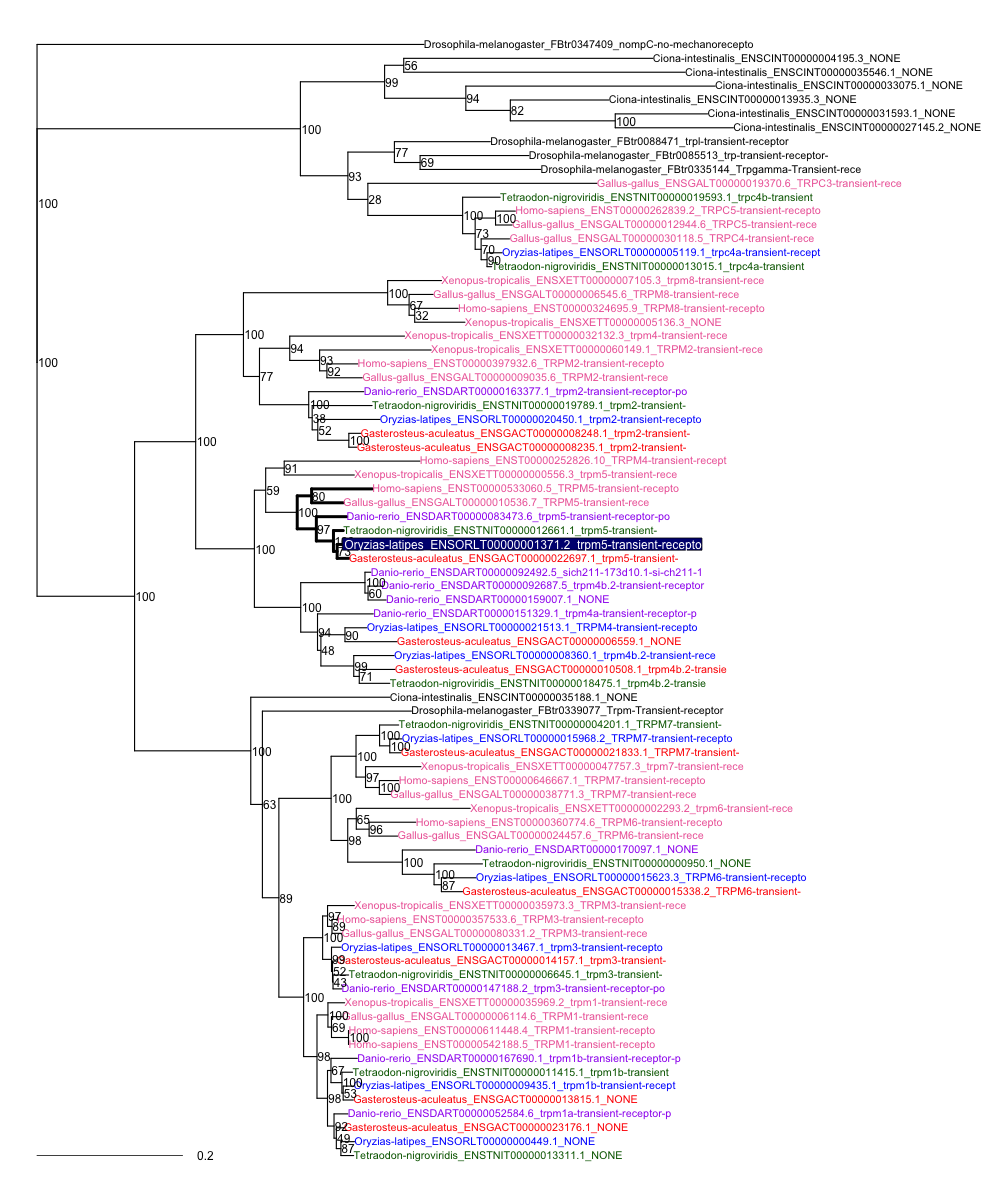 Drosophila-melanogaster_FBtr0347409_nompC-no-mechanorecepto
Ciona-intestinalis_ENSCINT00000004195.3_NONE
56
Ciona-intestinalis_ENSCINT00000035546.1_NONE
99
Ciona-intestinalis_ENSCINT00000033075.1_NONE
94
Ciona-intestinalis_ENSCINT00000013935.3_NONE
82
Ciona-intestinalis_ENSCINT00000031593.1_NONE
100
Ciona-intestinalis_ENSCINT00000027145.2_NONE
100
Drosophila-melanogaster_FBtr0088471_trpl-transient-receptor
77
Drosophila-melanogaster_FBtr0085513_trp-transient-receptor-
69
Drosophila-melanogaster_FBtr0335144_Trpgamma-Transient-rece
93
Gallus-gallus_ENSGALT00000019370.6_TRPC3-transient-rece
28
Tetraodon-nigroviridis_ENSTNIT00000019593.1_trpc4b-transient
100
Homo-sapiens_ENST00000262839.2_TRPC5-transient-recepto
100
Gallus-gallus_ENSGALT00000012944.6_TRPC5-transient-rece
73
Gallus-gallus_ENSGALT00000030118.5_TRPC4-transient-rece
70
Oryzias-latipes_ENSORLT00000005119.1_trpc4a-transient-recept
90
Tetraodon-nigroviridis_ENSTNIT00000013015.1_trpc4a-transient
100
Xenopus-tropicalis_ENSXETT00000007105.3_trpm8-transient-rece
100
Gallus-gallus_ENSGALT00000006545.6_TRPM8-transient-rece
67
Homo-sapiens_ENST00000324695.9_TRPM8-transient-recepto
32
Xenopus-tropicalis_ENSXETT00000005136.3_NONE
100
Xenopus-tropicalis_ENSXETT00000032132.3_trpm4-transient-rece
94
Xenopus-tropicalis_ENSXETT00000060149.1_TRPM2-transient-rece
93
Homo-sapiens_ENST00000397932.6_TRPM2-transient-recepto
92
Gallus-gallus_ENSGALT00000009035.6_TRPM2-transient-rece
100
77
Danio-rerio_ENSDART00000163377.1_trpm2-transient-receptor-po
100
Tetraodon-nigroviridis_ENSTNIT00000019789.1_trpm2-transient-
38
Oryzias-latipes_ENSORLT00000020450.1_trpm2-transient-recepto
52
Gasterosteus-aculeatus_ENSGACT00000008248.1_trpm2-transient-
100
Gasterosteus-aculeatus_ENSGACT00000008235.1_trpm2-transient-
100
Homo-sapiens_ENST00000252826.10_TRPM4-transient-recept
91
Xenopus-tropicalis_ENSXETT00000000556.3_trpm5-transient-rece
59
Homo-sapiens_ENST00000533060.5_TRPM5-transient-recepto
80
Gallus-gallus_ENSGALT00000010536.7_TRPM5-transient-rece
100
Danio-rerio_ENSDART00000083473.6_trpm5-transient-receptor-po
97
Tetraodon-nigroviridis_ENSTNIT00000012661.1_trpm5-transient-
Oryzias-latipes_ENSORLT00000001371.2_trpm5-transient-recepto
73
Gasterosteus-aculeatus_ENSGACT00000022697.1_trpm5-transient-
100
Danio-rerio_ENSDART00000092492.5_sich211-173d10.1-si-ch211-1
100
Danio-rerio_ENSDART00000092687.5_trpm4b.2-transient-receptor
60
Danio-rerio_ENSDART00000159007.1_NONE
100
Danio-rerio_ENSDART00000151329.1_trpm4a-transient-receptor-p
Oryzias-latipes_ENSORLT00000021513.1_TRPM4-transient-recepto
94
90
Gasterosteus-aculeatus_ENSGACT00000006559.1_NONE
48
Oryzias-latipes_ENSORLT00000008360.1_trpm4b.2-transient-rece
99
Gasterosteus-aculeatus_ENSGACT00000010508.1_trpm4b.2-transie
71
Tetraodon-nigroviridis_ENSTNIT00000018475.1_trpm4b.2-transie
100
Ciona-intestinalis_ENSCINT00000035188.1_NONE
Drosophila-melanogaster_FBtr0339077_Trpm-Transient-receptor
Tetraodon-nigroviridis_ENSTNIT00000004201.1_TRPM7-transient-
100
Oryzias-latipes_ENSORLT00000015968.2_TRPM7-transient-recepto
100
Gasterosteus-aculeatus_ENSGACT00000021833.1_TRPM7-transient-
100
100
Xenopus-tropicalis_ENSXETT00000047757.3_trpm7-transient-rece
97
Homo-sapiens_ENST00000646667.1_TRPM7-transient-recepto
100
Gallus-gallus_ENSGALT00000038771.3_TRPM7-transient-rece
100
63
Xenopus-tropicalis_ENSXETT00000002293.2_trpm6-transient-rece
65
Homo-sapiens_ENST00000360774.6_TRPM6-transient-recepto
96
Gallus-gallus_ENSGALT00000024457.6_TRPM6-transient-rece
98
Danio-rerio_ENSDART00000170097.1_NONE
100
Tetraodon-nigroviridis_ENSTNIT00000000950.1_NONE
100
Oryzias-latipes_ENSORLT00000015623.3_TRPM6-transient-recepto
87
Gasterosteus-aculeatus_ENSGACT00000015338.2_TRPM6-transient-
89
Xenopus-tropicalis_ENSXETT00000035973.3_TRPM3-transient-rece
97
Homo-sapiens_ENST00000357533.6_TRPM3-transient-recepto
89
Gallus-gallus_ENSGALT00000080331.2_TRPM3-transient-rece
100
Oryzias-latipes_ENSORLT00000013467.1_trpm3-transient-recepto
99
Gasterosteus-aculeatus_ENSGACT00000014157.1_trpm3-transient-
52
Tetraodon-nigroviridis_ENSTNIT00000006645.1_trpm3-transient-
43
Danio-rerio_ENSDART00000147188.2_trpm3-transient-receptor-po
100
Xenopus-tropicalis_ENSXETT00000035969.2_trpm1-transient-rece
100
Gallus-gallus_ENSGALT00000006114.6_TRPM1-transient-rece
69
Homo-sapiens_ENST00000611448.4_TRPM1-transient-recepto
100
Homo-sapiens_ENST00000542188.5_TRPM1-transient-recepto
98
Danio-rerio_ENSDART00000167690.1_trpm1b-transient-receptor-p
67
Tetraodon-nigroviridis_ENSTNIT00000011415.1_trpm1b-transient
100
Oryzias-latipes_ENSORLT00000009435.1_trpm1b-transient-recept
53
Gasterosteus-aculeatus_ENSGACT00000013815.1_NONE
98
Danio-rerio_ENSDART00000052584.6_trpm1a-transient-receptor-p
92
Gasterosteus-aculeatus_ENSGACT00000023176.1_NONE
49
Oryzias-latipes_ENSORLT00000000449.1_NONE
87
Tetraodon-nigroviridis_ENSTNIT00000013311.1_NONE
0.2